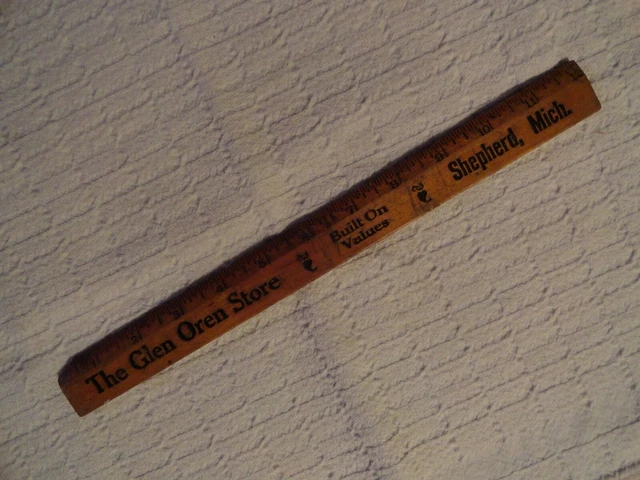 The Glen Oren Store
Built On
Values
Shepherd, Mich.